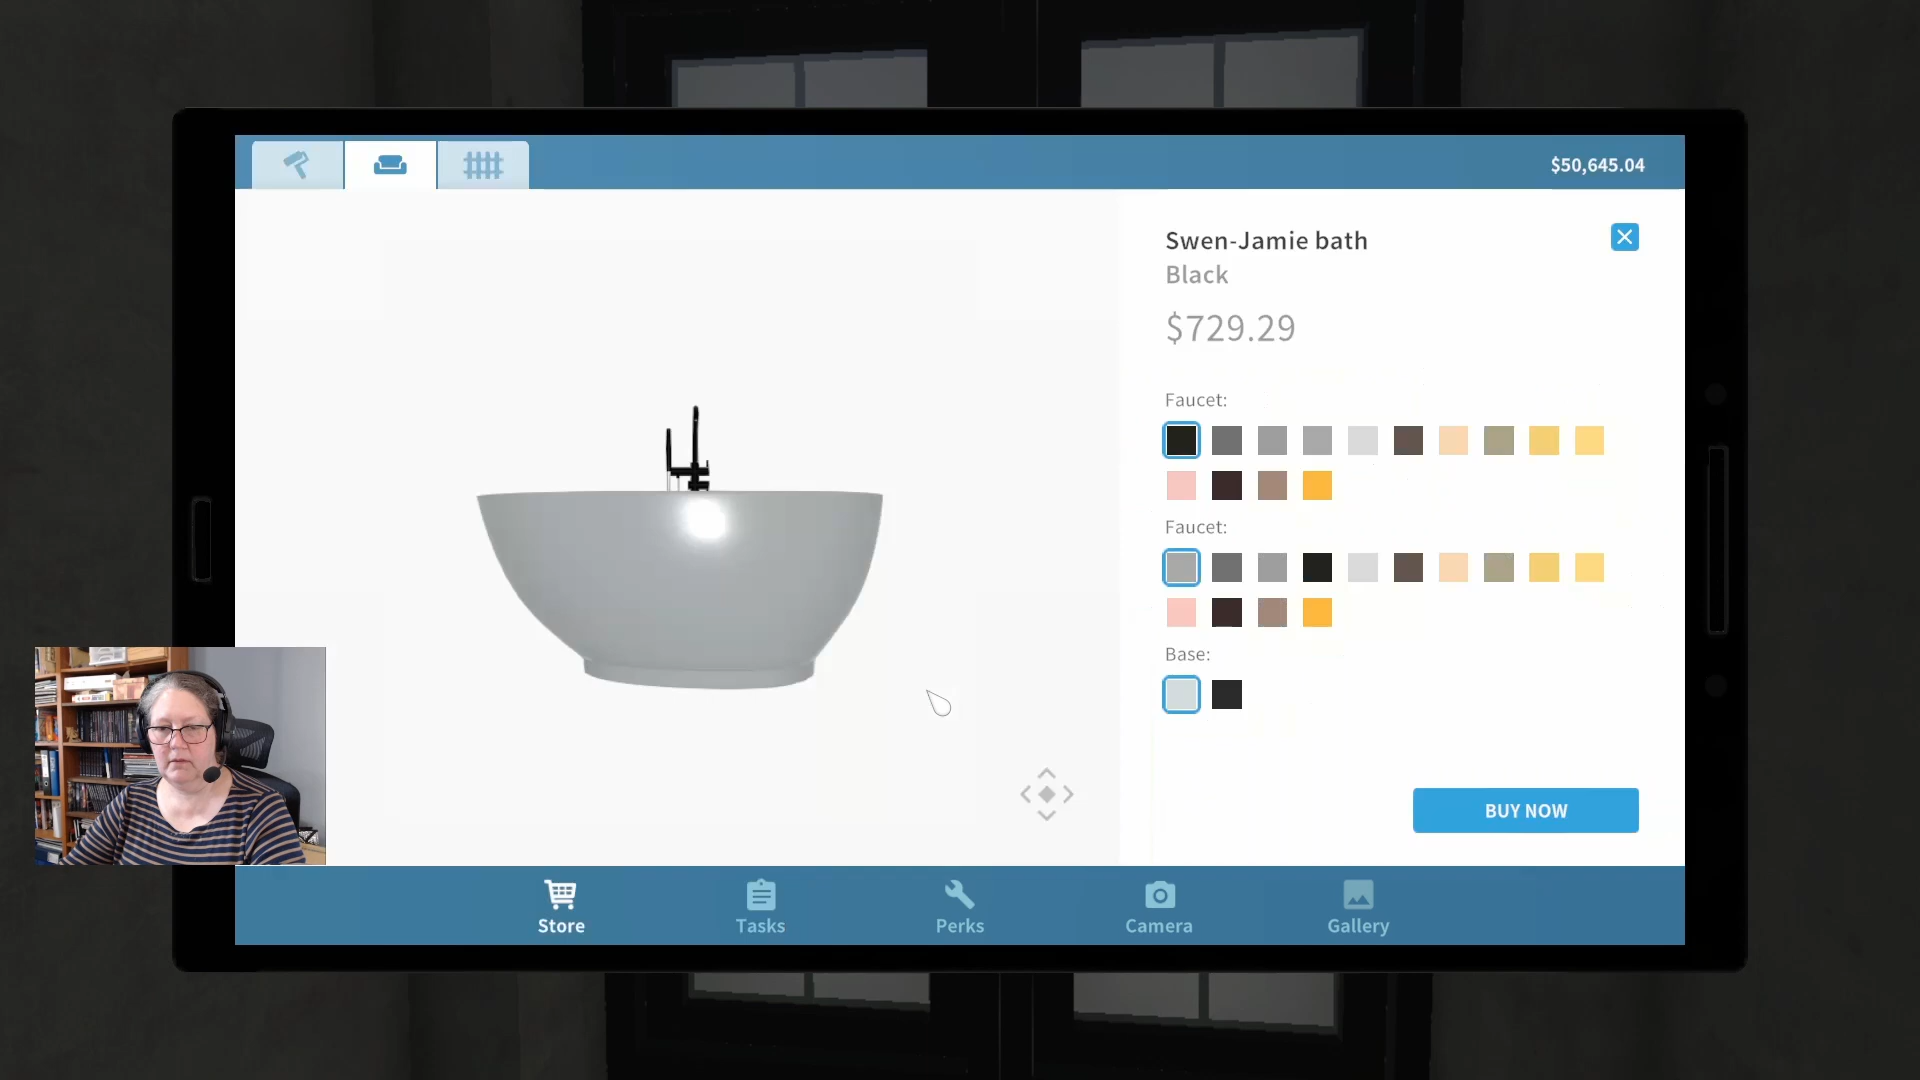 $50,645.04
Swen-Jamie bath
Black
$729.29
Faucet:
Faucet:
Base:
BUY NOW
Store
Tasks
Perks
Camera
Gallery